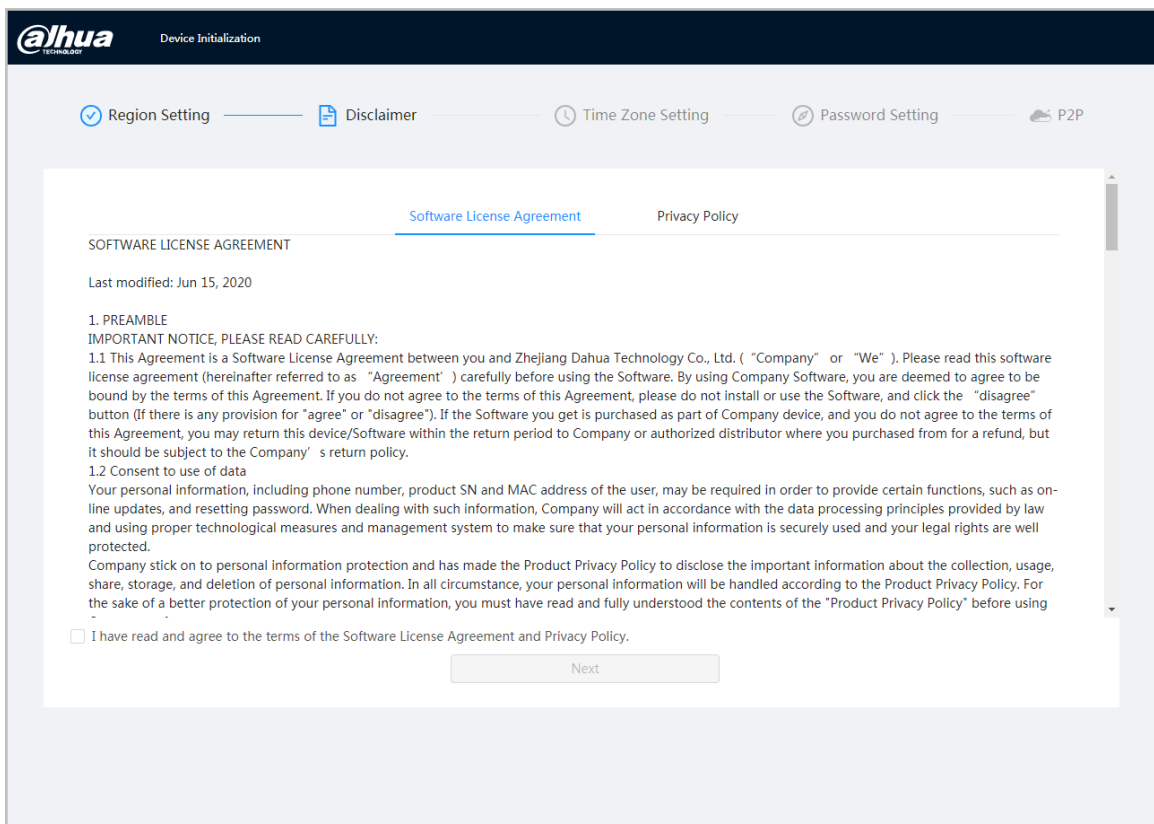 alhua
TECHNOLOGY
Device Initialization
Region Setting
Disclaimer
Time Zone Setting
Password Setting
P2P
Software License Agreement
Privacy Policy
SOFTWARE LICENSE AGREEMENT
Last modified: Jun 15, 2020
1. PREAMBLE
IMPORTANT NOTICE, PLEASE READ CAREFULLY:
1.1 This Agreement is a Software License Agreement between you and Zhejiang Dahua Technology Co., Ltd. ( “Company” or “We” ). Please read this software
license agreement (hereinafter referred to as “Agreement’ ) carefully before using the Software. By using Company Software, you are deemed to agree to be
bound by the terms of this Agreement. If you do not agree to the terms of this Agreement, please do not install or use the Software, and click the “disagree”
button (If there is any provision for "agree" or "disagree"). If the Software you get is purchased as part of Company device, and you do not agree to the terms of
this Agreement, you may return this device/Software within the return period to Company or authorized distributor where you purchased from for a refund, but
it should be subject to the Company’ s return policy.
1.2 Consent to use of data
Your personal information, including phone number, product SN and MAC address of the user, may be required in order to provide certain functions, such as on-
line updates, and resetting password. When dealing with such information, Company will act in accordance with the data processing principles provided by law
and using proper technological measures and management system to make sure that your personal information is securely used and your legal rights are well
protected.
Company stick on to personal information protection and has made the Product Privacy Policy to disclose the important information about the collection, usage,
share, storage, and deletion of personal information. In all circumstance, your personal information will be handled according to the Product Privacy Policy. For
the sake of a better protection of your personal information, you must have read and fully understood the contents of the "Product Privacy Policy" before using
I have read and agree to the terms of the Software License Agreement and Privacy Policy.
Next